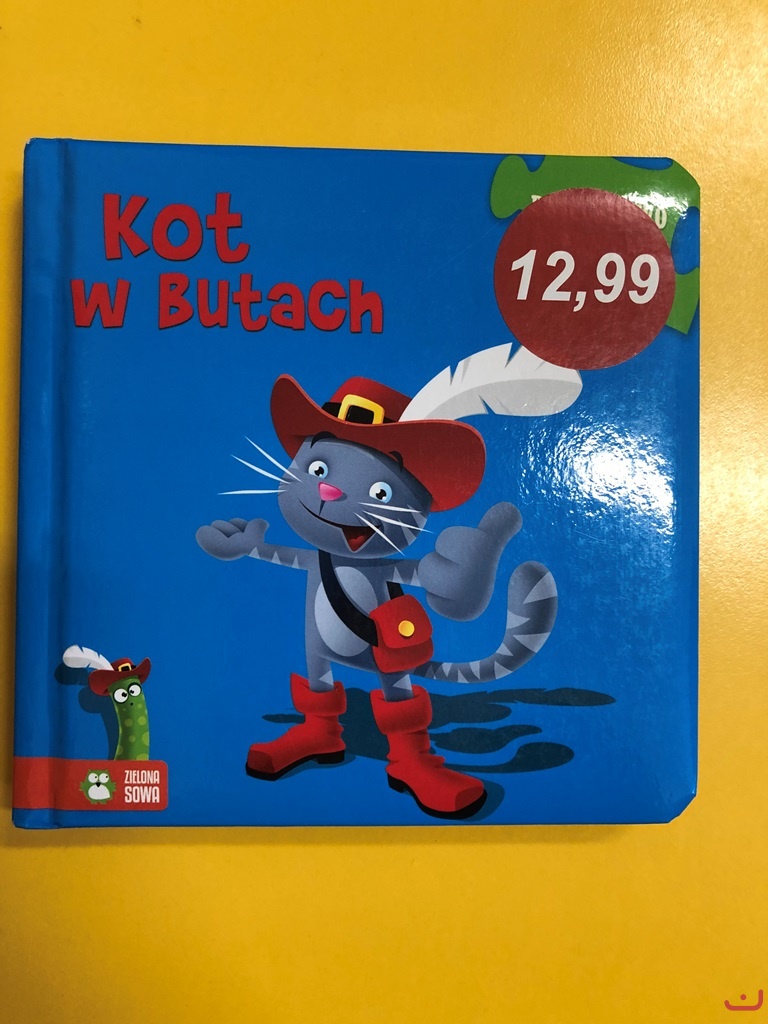 Kot
w Butach
12,99
ZIELONA
SOWA